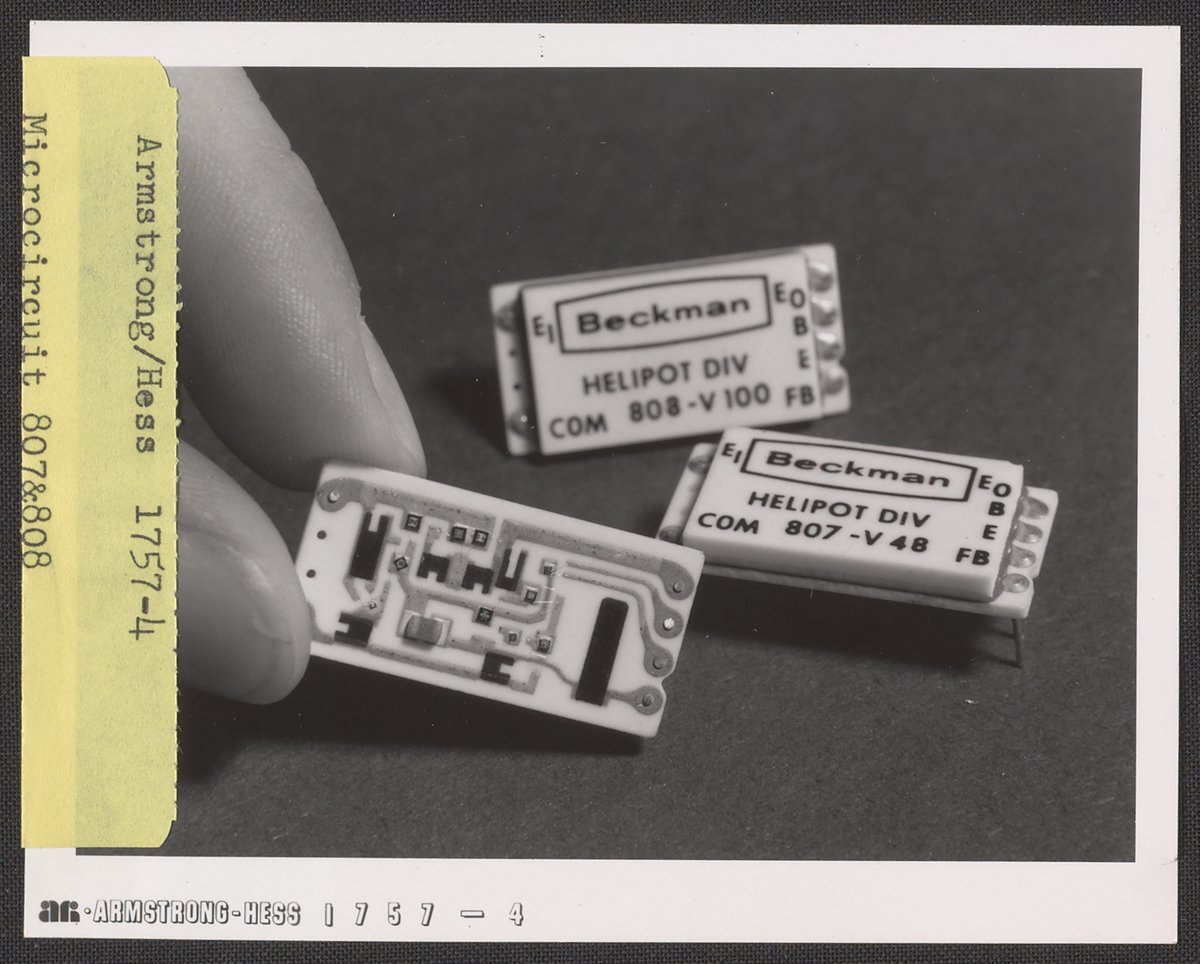 Armstrong/Hess 1757-4
Microcircuit 807&808
EI Beckman EO
B
HELIPOT DIV E
COM 808-V100 FB
EI Beckman EO
B
HELIPOT DIV E
COM 807-V48 FB
ah·ARMSTRONG-HESS 1757-4